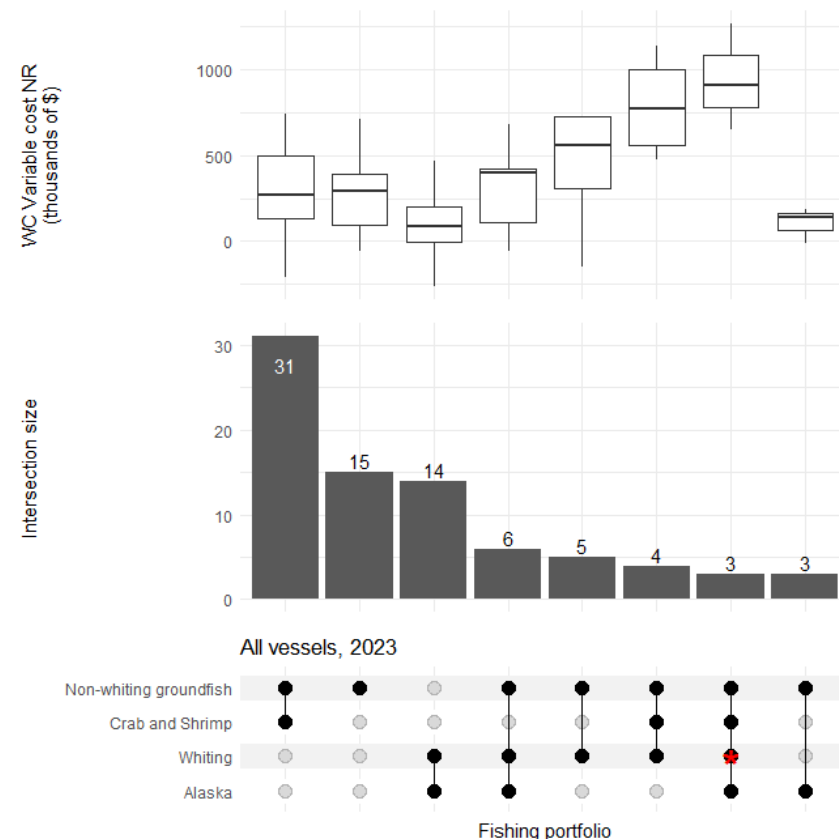 WC Variable cost NR
(thousands of $)
1000
500
0
Intersection size
30
20
10
0
31
15
14
6
5
4
3
3
All vessels, 2023
Non-whiting groundfish
Crab and Shrimp
Whiting
Alaska
Fishing portfolio